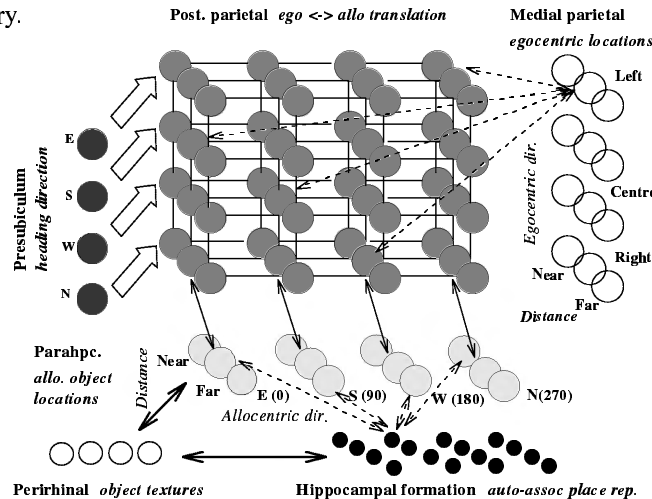 ry.
Post. parietal ego <-> allo translation
Medial parietal
egocentric locations
Left
E
S
W
N
Presubiculum
heading direction
Egocentric dir.
Centre
Right
Near
Far
Distance
Parahpc.
allo. object
locations
Distance
Near
Far
E (0)
S (90)
W (180)
N(270)
Allocentric dir.
Perirhinal object textures
Hippocampal formation auto-assoc place rep.